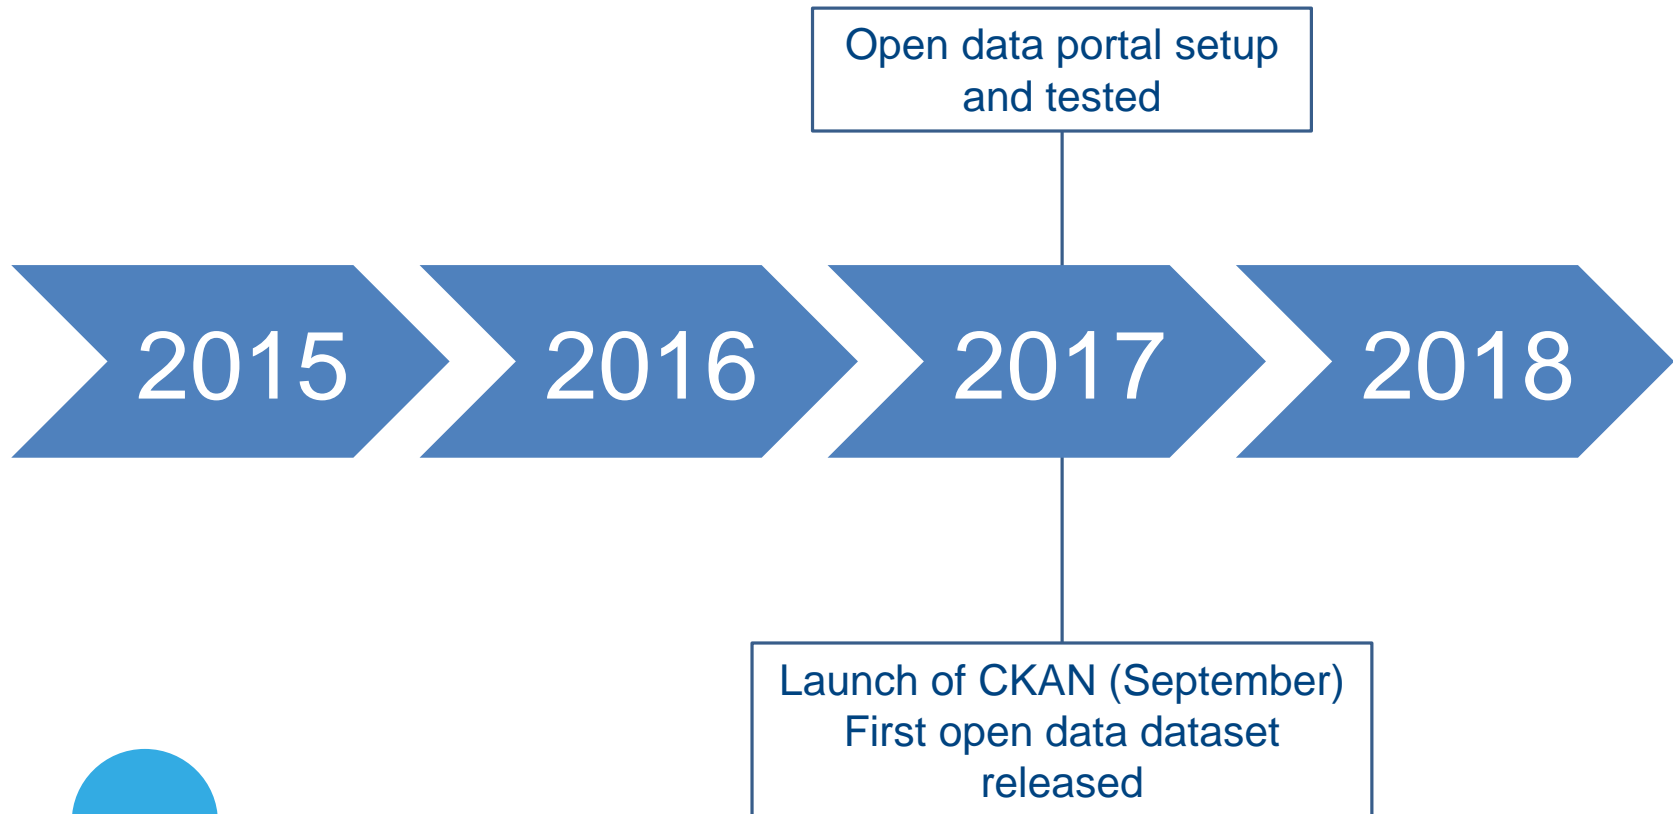 Open data portal setup
and tested
2015
2016
2017
2018
Launch of CKAN (September)
First open data dataset
released